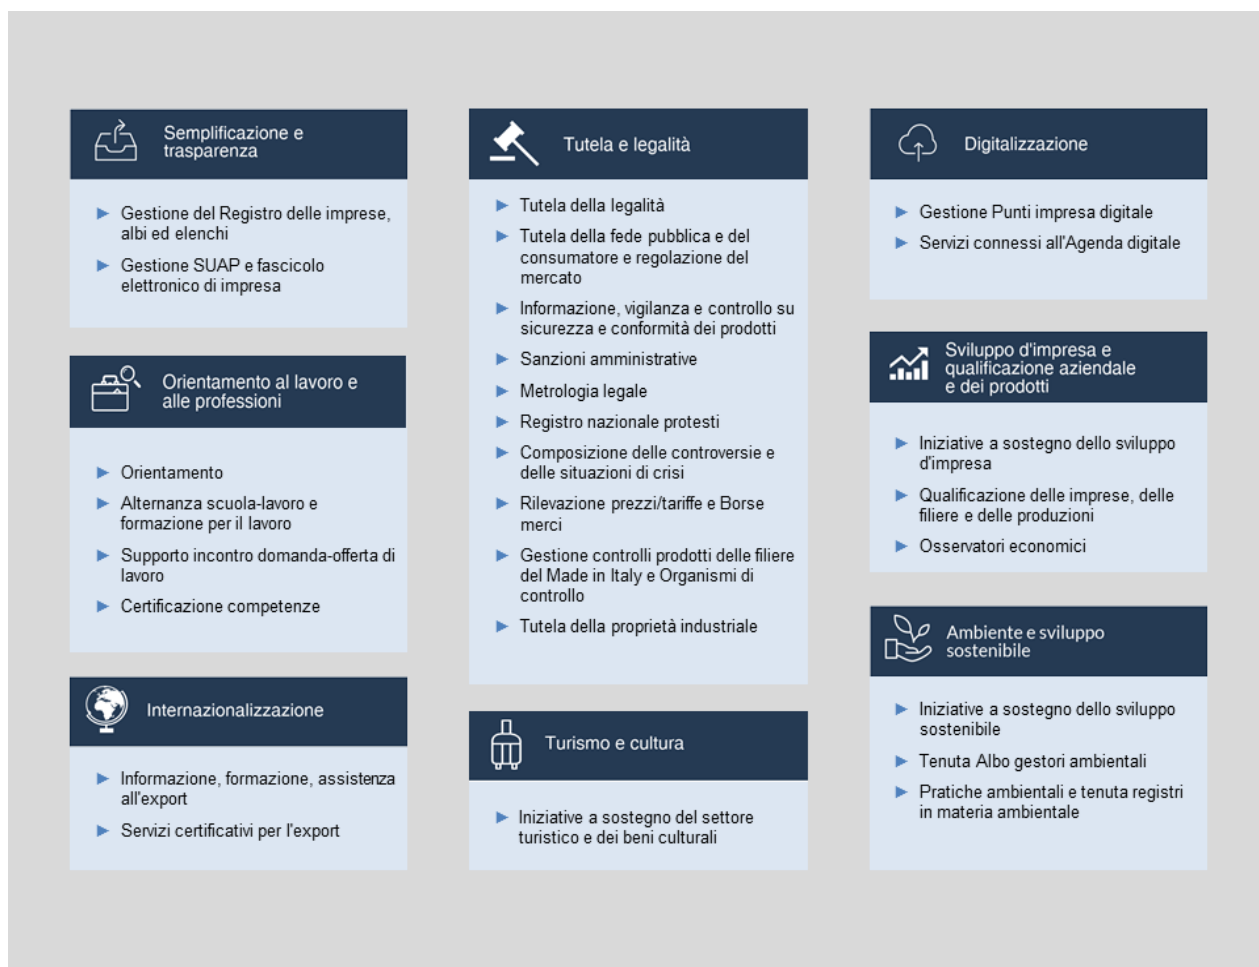 Semplificazione e
trasparenza
Gestione del Registro delle imprese,
albi ed elenchi
Gestione SUAP e fascicolo
elettronico di impresa
Orientamento al lavoro e
alle professioni
Orientamento
Alternanza scuola-lavoro e
formazione per il lavoro
Supporto incontro domanda-offerta di
lavoro
Certificazione competenze
Internazionalizzazione
Informazione, formazione, assistenza
all'export
Servizi certificativi per l'export
Tutela e legalità
Tutela della legalità
Tutela della fede pubblica e del
consumatore e regolazione del
mercato
Informazione, vigilanza e controllo su
sicurezza e conformità dei prodotti
Sanzioni amministrative
Metrologia legale
Registro nazionale protesti
Composizione delle controversie e
delle situazioni di crisi
Rilevazione prezzi/tariffe e Borse
merci
Gestione controlli prodotti delle filiere
del Made in Italy e Organismi di
controllo
Tutela della proprietà industriale
Turismo e cultura
Iniziative a sostegno del settore
turistico e dei beni culturali
Digitalizzazione
Gestione Punti impresa digitale
Servizi connessi all'Agenda digitale
Sviluppo d'impresa e
qualificazione aziendale
e dei prodotti
Iniziative a sostegno dello sviluppo
d'impresa
Qualificazione delle imprese, delle
filiere e delle produzioni
Osservatori economici
Ambiente e sviluppo
sostenibile
Iniziative a sostegno dello sviluppo
sostenibile
Tenuta Albo gestori ambientali
Pratiche ambientali e tenuta registri
in materia ambientale